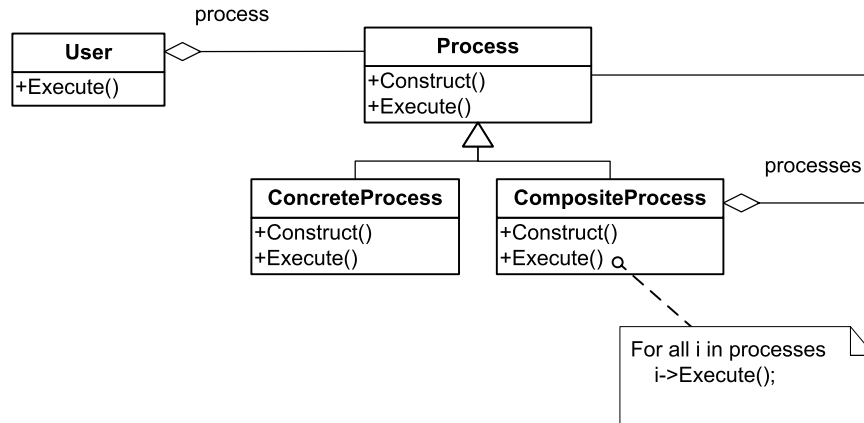 process
User
+Execute()
Process
+Construct()
+Execute()
processes
ConcreteProcess
+Construct()
+Execute()
CompositeProcess
+Construct()
+Execute()
For all i in processes
i->Execute();